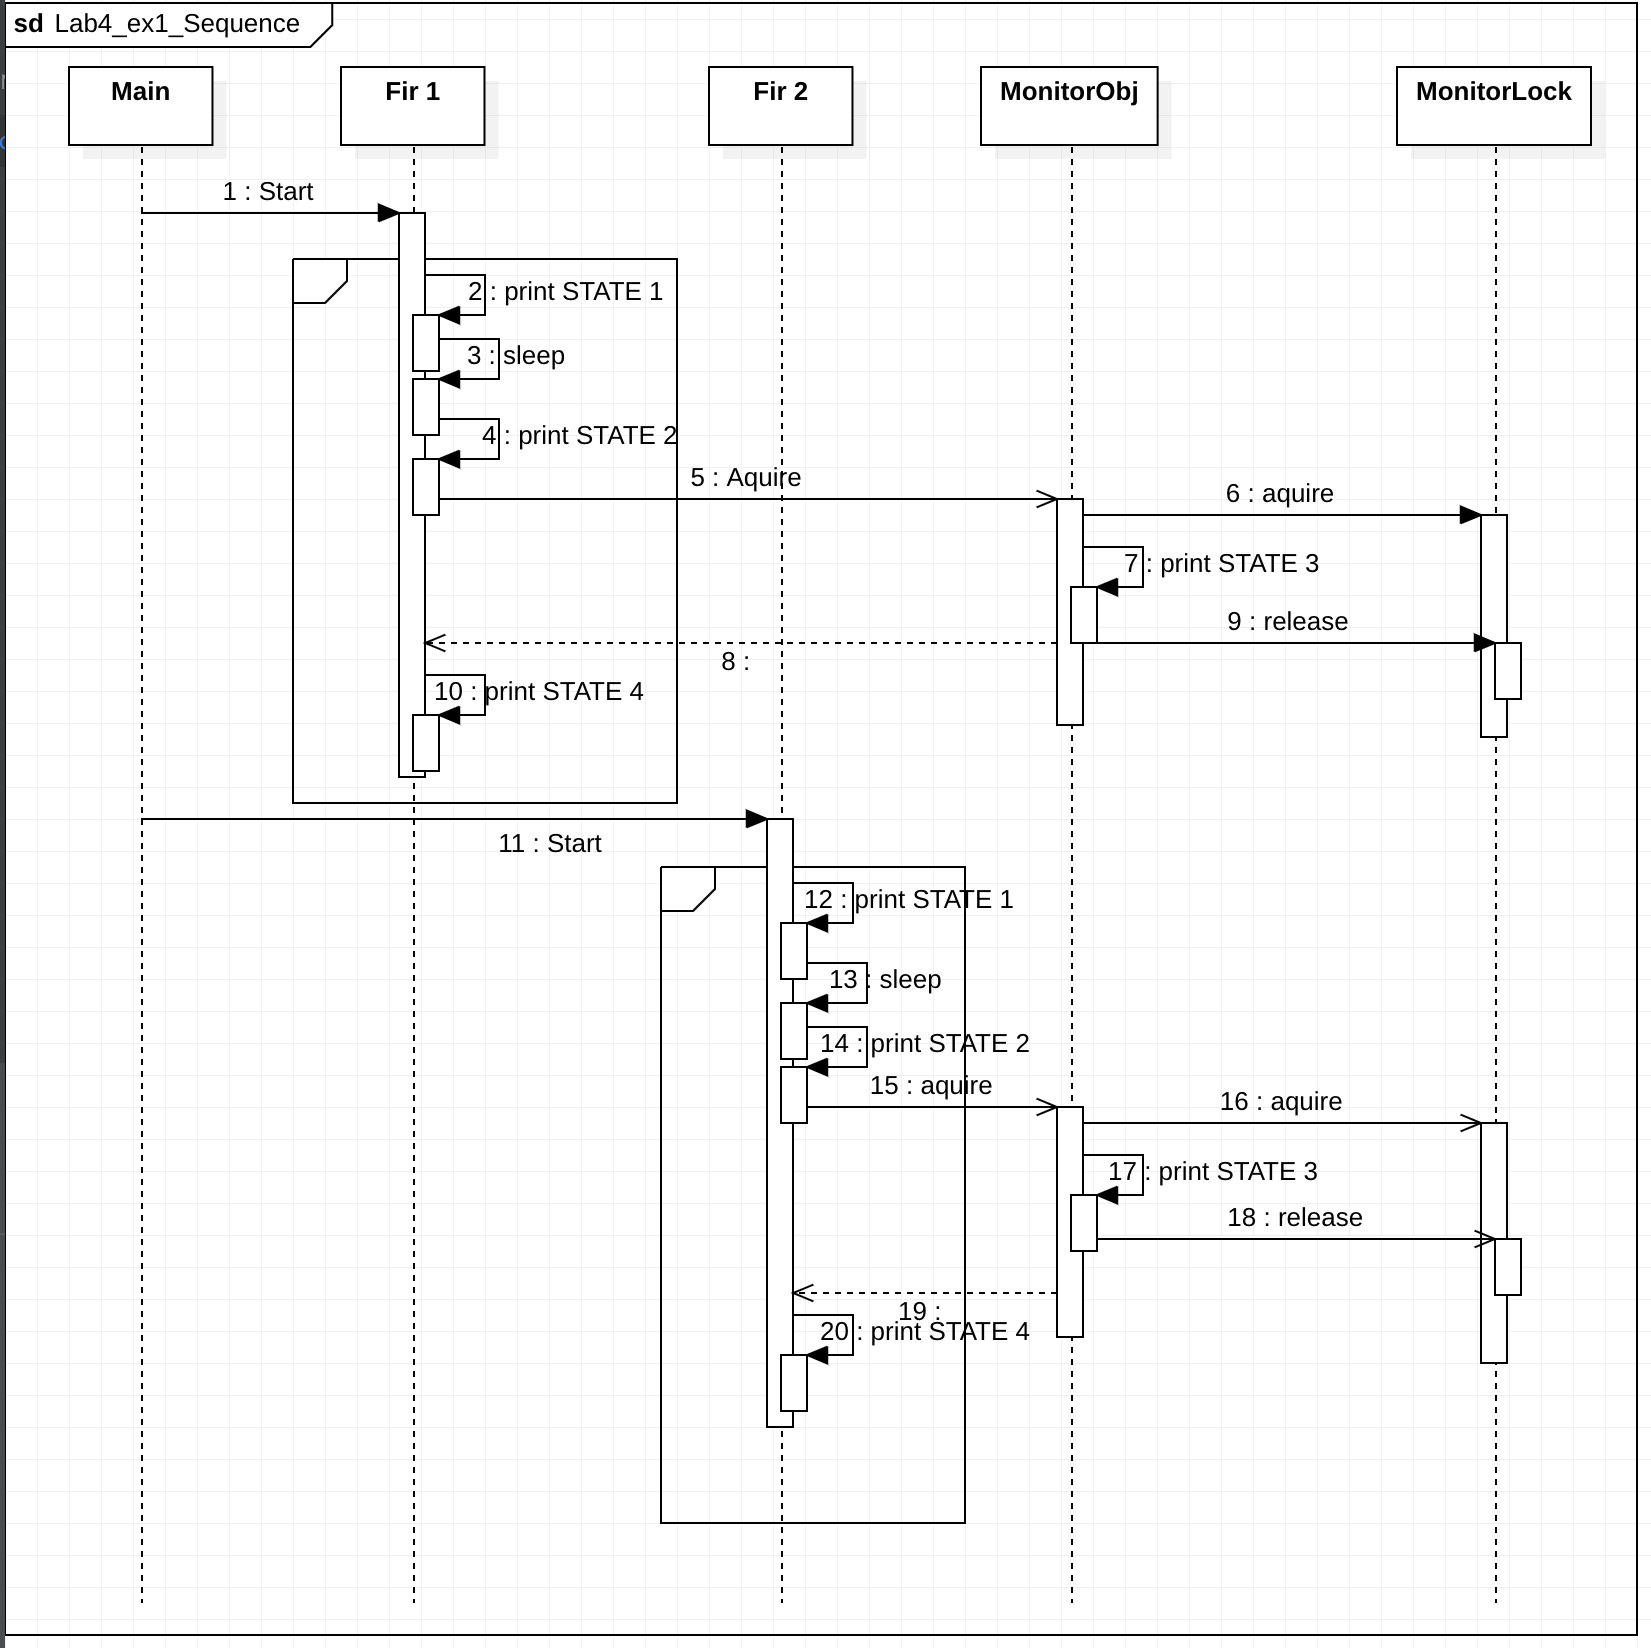 sd Lab4_ex1_Sequence
Main
Fir 1
Fir 2
MonitorObj
MonitorLock
1 : Start
2 : print STATE 1
3 : sleep
4 : print STATE 2
5 : Aquire
6 : aquire
7 : print STATE 3
9 : release
8 :
10 : print STATE 4
11 : Start
12 : print STATE 1
13 : sleep
14 : print STATE 2
15 : aquire
16 : aquire
17 : print STATE 3
18 : release
19 :
20 : print STATE 4